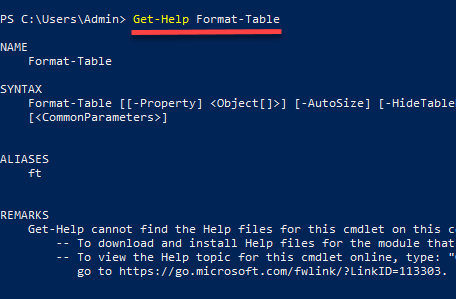 PS C:\Users\Admin> Get-Help Format-Table
NAME
Format-Table
SYNTAX
Format-Table [[-Property] <Object[]>] [-AutoSize] [-HideTable
[<CommonParameters>]
ALIASES
ft
REMARKS
Get-Help cannot find the Help files for this cmdlet on this
-- To download and install Help files for the module that
-- To view the Help topic for this cmdlet online, type:
go to https://go.microsoft.com/fwlink/?LinkID=113303.